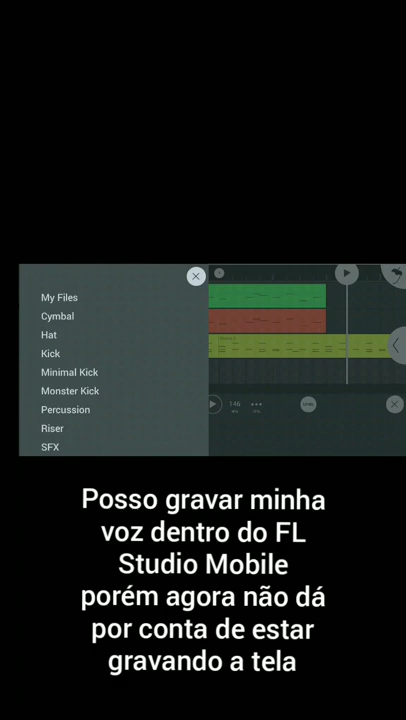 My Files
Cymbal
Hat
Kick
Minimal Kick
Monster Kick
Percussion
Riser
SFX
146
Posso gravar minha
voz dentro do FL
Studio Mobile
porém agora não dá
por conta de estar
gravando a tela